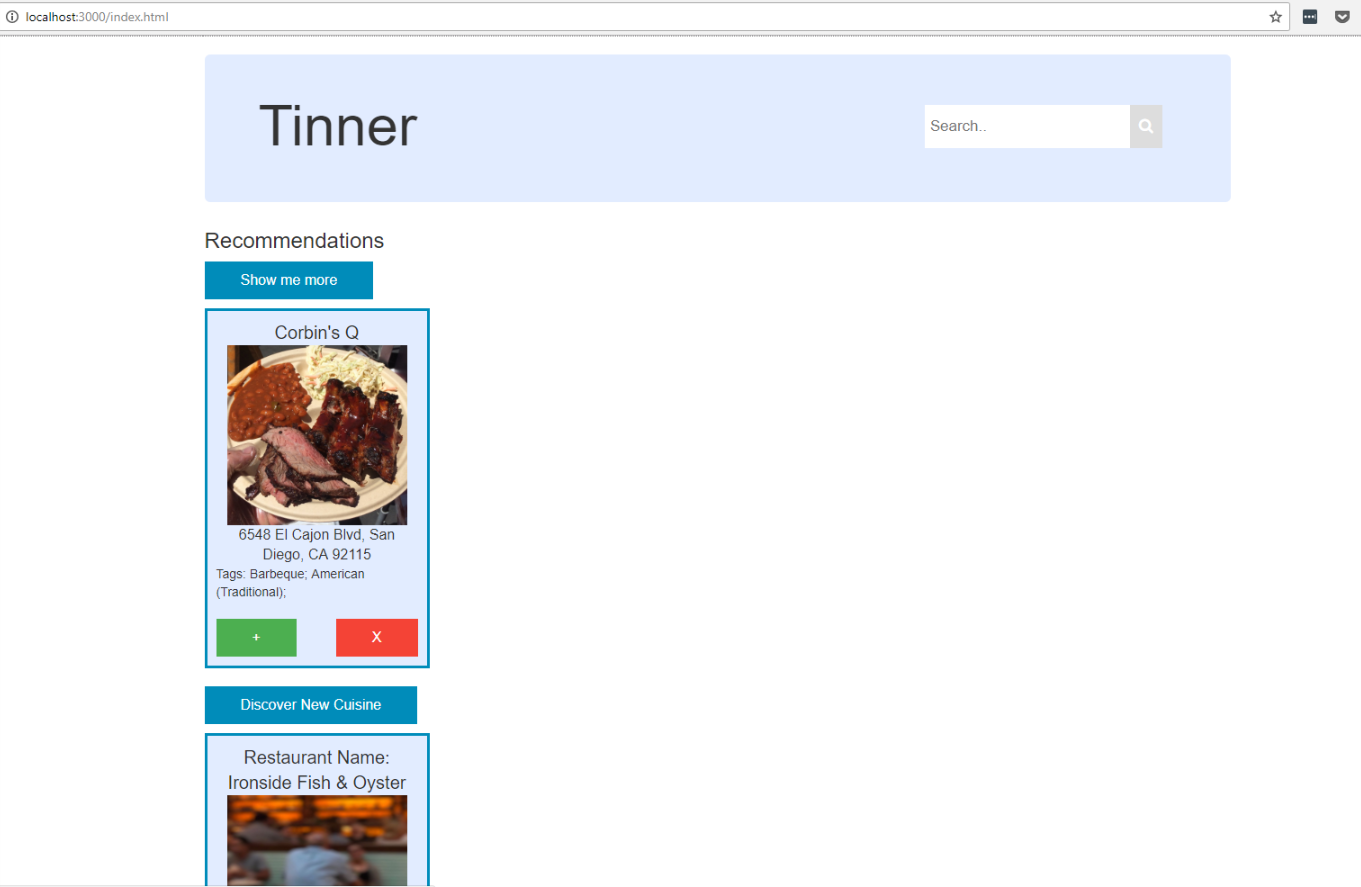 localhost:3000/index.html
Tinner
Search..
Recommendations
Show me more
Corbin's Q
6548 El Cajon Blvd, San
Diego, CA 92115
Tags: Barbeque; American
(Traditional);
+
X
Discover New Cuisine
Restaurant Name:
Ironside Fish & Oyster